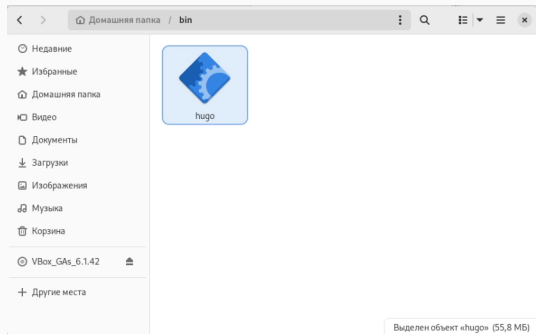 Домашняя папка / bin
Недавние
Избранные
Домашняя папка
Видео
Документы
Загрузки
Изображения
Музыка
Корзина
VBox_GAs_6.1.42
Другие места
hugo
Выделен объект «hugo» (55,8 МБ)